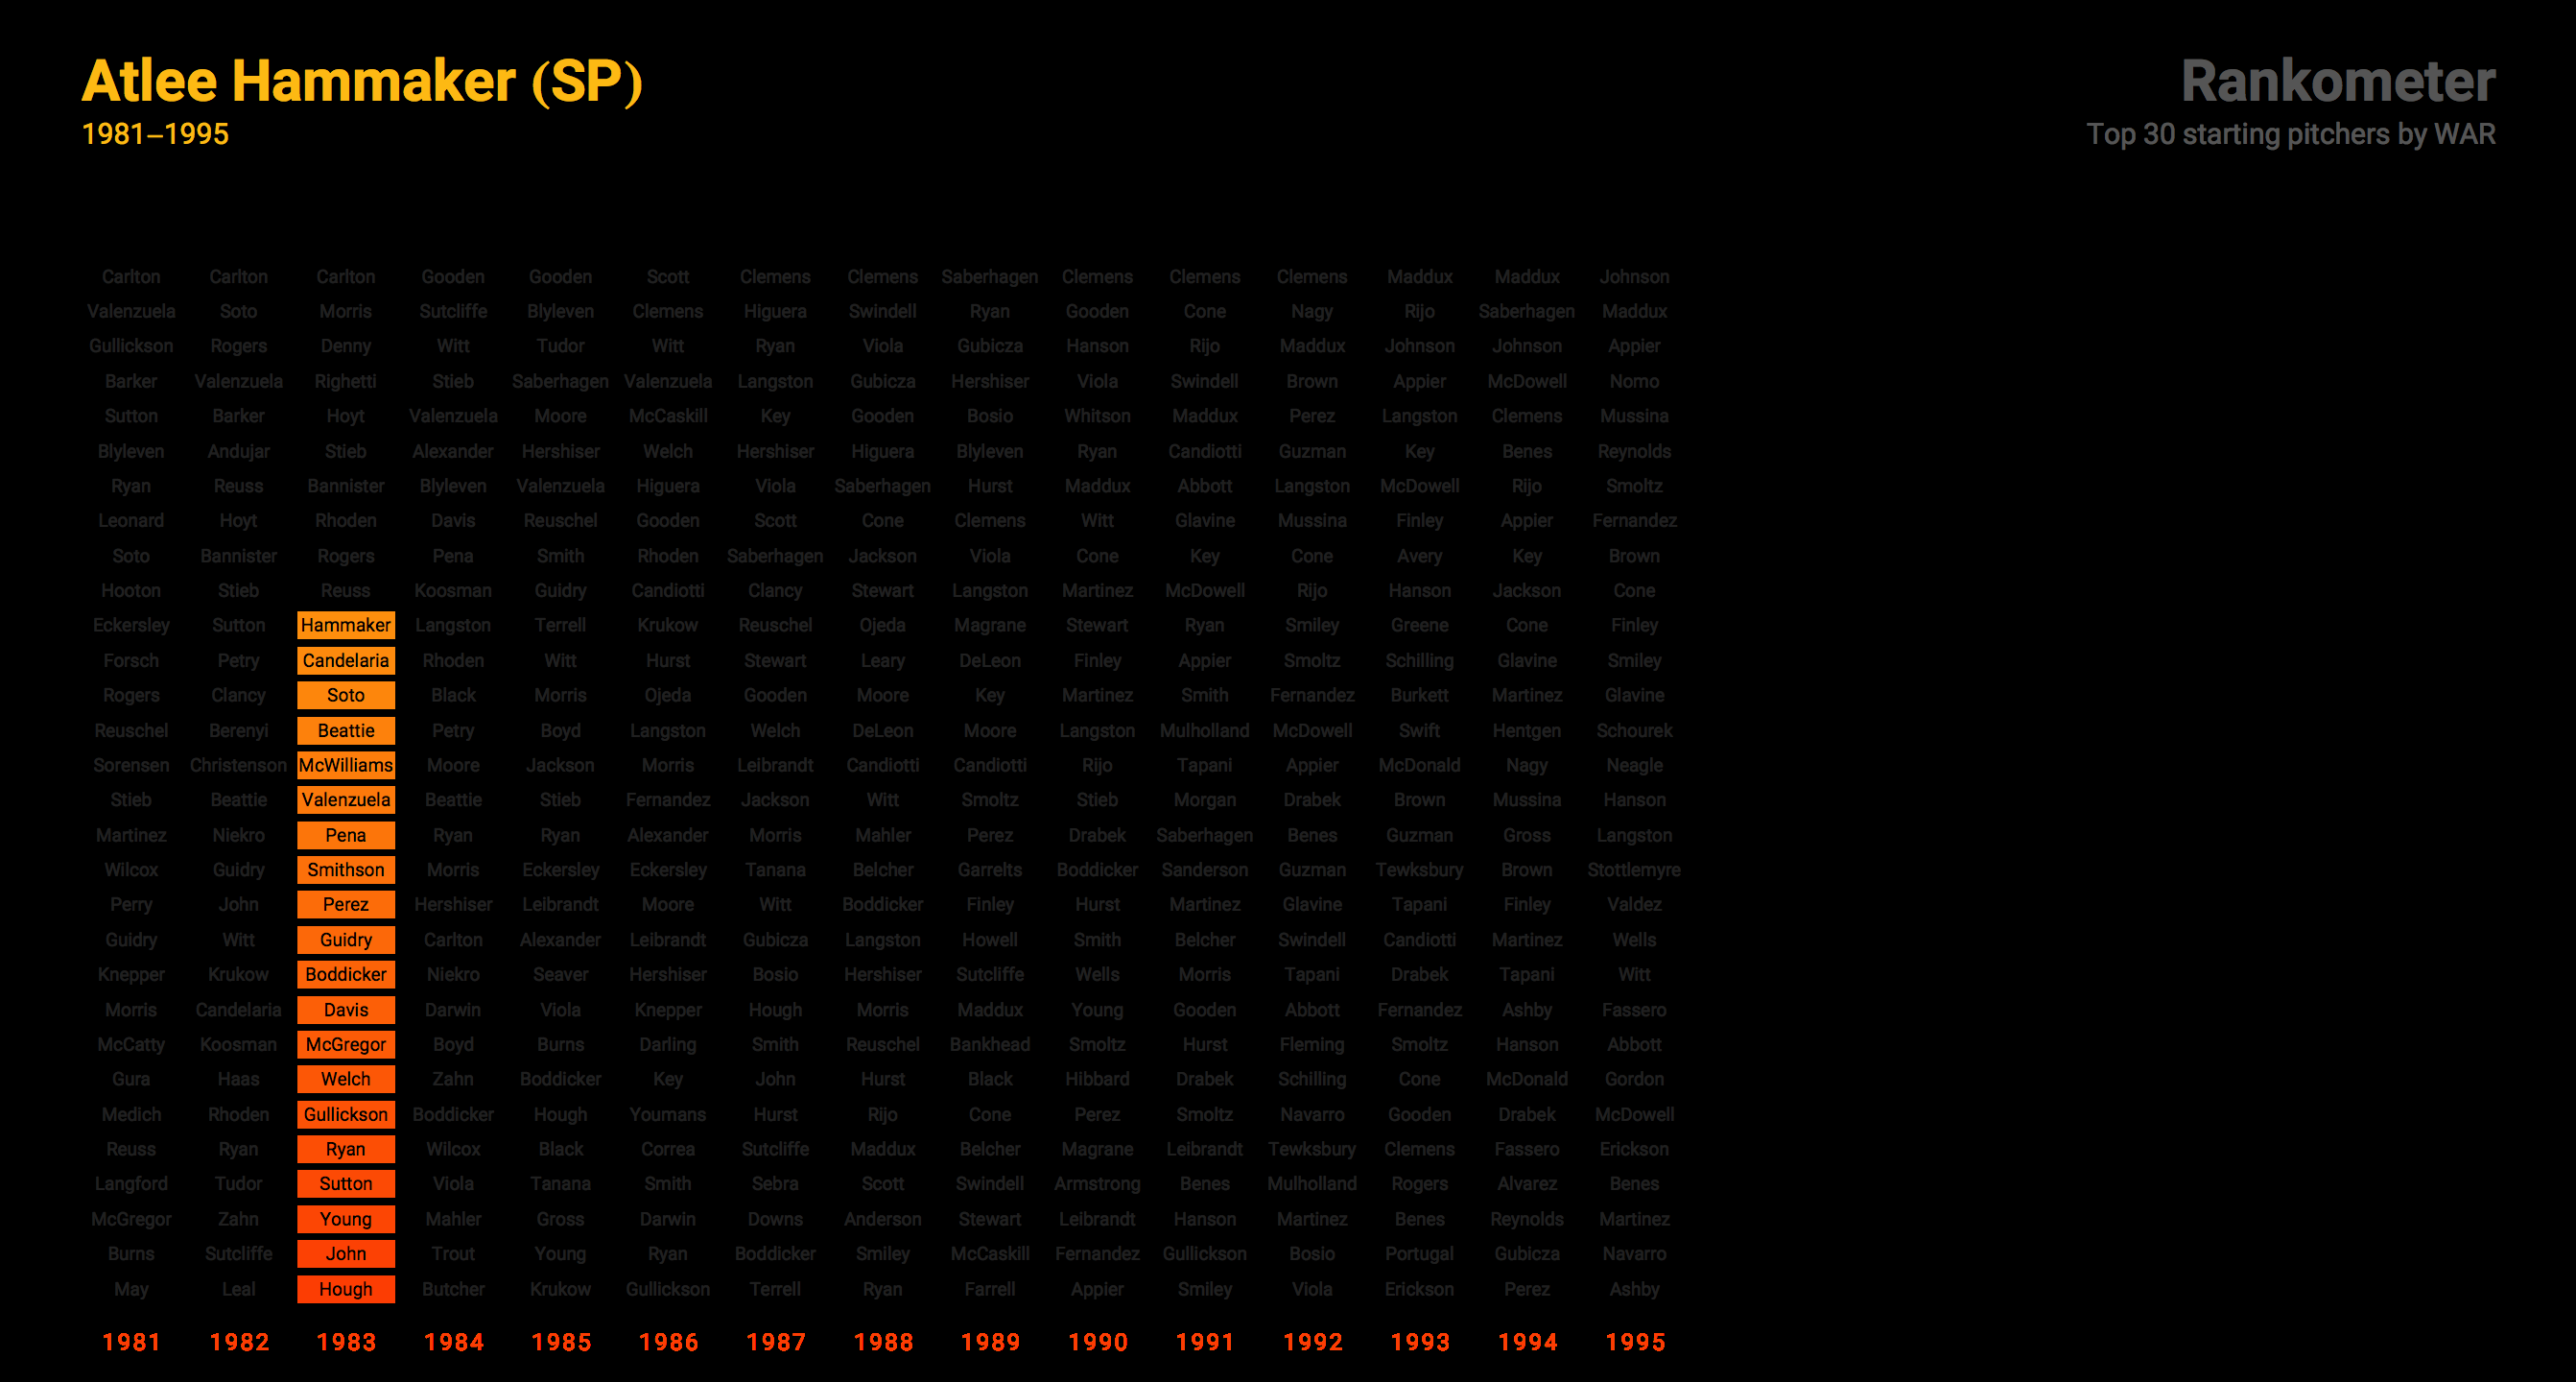 Atlee Hammaker (SP)
1981–1995
Rankometer
Top 30 starting pitchers by WAR
Carlton Carlton Carlton Gooden Gooden Scott Clemens Clemens Saberhagen Clemens Clemens Clemens Maddux Maddux Johnson
Valenzuela Soto Morris Sutcliffe Blyleven Clemens Higuera Swindell Ryan Gooden Cone Nagy Rijo Saberhagen Maddux
Gullickson Rogers Denny Witt Tudor Witt Ryan Viola Gubicza Hanson Rijo Maddux Johnson Johnson Appier
Barker Valenzuela Righetti Stieb Saberhagen Valenzuela Langston Gubicza Hershiser Viola Swindell Brown Appier McDowell Nomo
Sutton Barker Hoyt Valenzuela Moore McCaskill Key Gooden Bosio Whitson Maddux Perez Langston Clemens Mussina
Blyleven Andujar Stieb Alexander Hershiser Welch Hershiser Higuera Blyleven Ryan Candiotti Guzman Key Benes Reynolds
Ryan Reuss Bannister Blyleven Valenzuela Higuera Viola Saberhagen Hurst Maddux Abbott Langston McDowell Rijo Smoltz
Leonard Hoyt Rhoden Davis Reuschel Gooden Scott Cone Clemens Witt Glavine Mussina Finley Appier Fernandez
Soto Bannister Rogers Pena Smith Rhoden Saberhagen Jackson Viola Cone Key Cone Avery Key Brown
Hooton Stieb Reuss Koosman Guidry Candiotti Clancy Stewart Langston Martinez McDowell Rijo Hanson Jackson Cone
Eckersley Sutton Hammaker Langston Terrell Krukow Reuschel Ojeda Magrane Stewart Ryan Smiley Greene Cone Finley
Forsch Petry Candelaria Rhoden Witt Hurst Stewart Leary DeLeon Finley Appier Smoltz Schilling Glavine Smiley
Rogers Clancy Soto Black Morris Ojeda Gooden Moore Key Martinez Smith Fernandez Burkett Martinez Glavine
Reuschel Berenyi Beattie Petry Boyd Langston Welch DeLeon Moore Langston Mulholland McDowell Swift Hentgen Schourek
Sorensen Christenson McWilliams Moore Jackson Morris Leibrandt Candiotti Candiotti Rijo Tapani Appier McDonald Nagy Neagle
Stieb Beattie Valenzuela Beattie Stieb Fernandez Jackson Witt Smoltz Stieb Morgan Drabek Brown Mussina Hanson
Martinez Niekro Pena Ryan Ryan Alexander Morris Mahler Perez Drabek Saberhagen Benes Guzman Gross Langston
Wilcox Guidry Smithson Morris Eckersley Eckersley Tanana Belcher Garrelts Boddicker Sanderson Guzman Tewksbury Brown Stottlemyre
Perry John Perez Hershiser Leibrandt Moore Witt Boddicker Finley Hurst Martinez Glavine Tapani Finley Valdez
Guidry Witt Guidry Carlton Alexander Leibrandt Gubicza Langston Howell Smith Belcher Swindell Candiotti Martinez Wells
Knepper Krukow Boddicker Niekro Seaver Hershiser Bosio Hershiser Sutcliffe Wells Morris Tapani Drabek Tapani Witt
Morris Candelaria Davis Darwin Viola Knepper Hough Morris Maddux Young Gooden Abbott Fernandez Ashby Fassero
McCatty Koosman McGregor Boyd Burns Darling Smith Reuschel Bankhead Smoltz Hurst Fleming Smoltz Hanson Abbott
Gura Haas Welch Zahn Boddicker Key John Hurst Black Hibbard Drabek Schilling Cone McDonald Gordon
Medich Rhoden Gullickson Boddicker Hough Youmans Hurst Rijo Cone Perez Smoltz Navarro Gooden Drabek McDowell
Reuss Ryan Ryan Wilcox Black Correa Sutcliffe Maddux Belcher Magrane Leibrandt Tewksbury Clemens Fassero Erickson
Langford Tudor Sutton Viola Tanana Smith Sebra Scott Swindell Armstrong Benes Mulholland Rogers Alvarez Benes
McGregor Zahn Young Mahler Gross Darwin Downs Anderson Stewart Leibrandt Hanson Martinez Benes Reynolds Martinez
Burns Sutcliffe John Trout Young Ryan Boddicker Smiley McCaskill Fernandez Gullickson Bosio Portugal Gubicza Navarro
May Leal Hough Butcher Krukow Gullickson Terrell Ryan Farrell Appier Smiley Viola Erickson Perez Ashby
1981 1982 1983 1984 1985 1986 1987 1988 1989 1990 1991 1992 1993 1994 1995